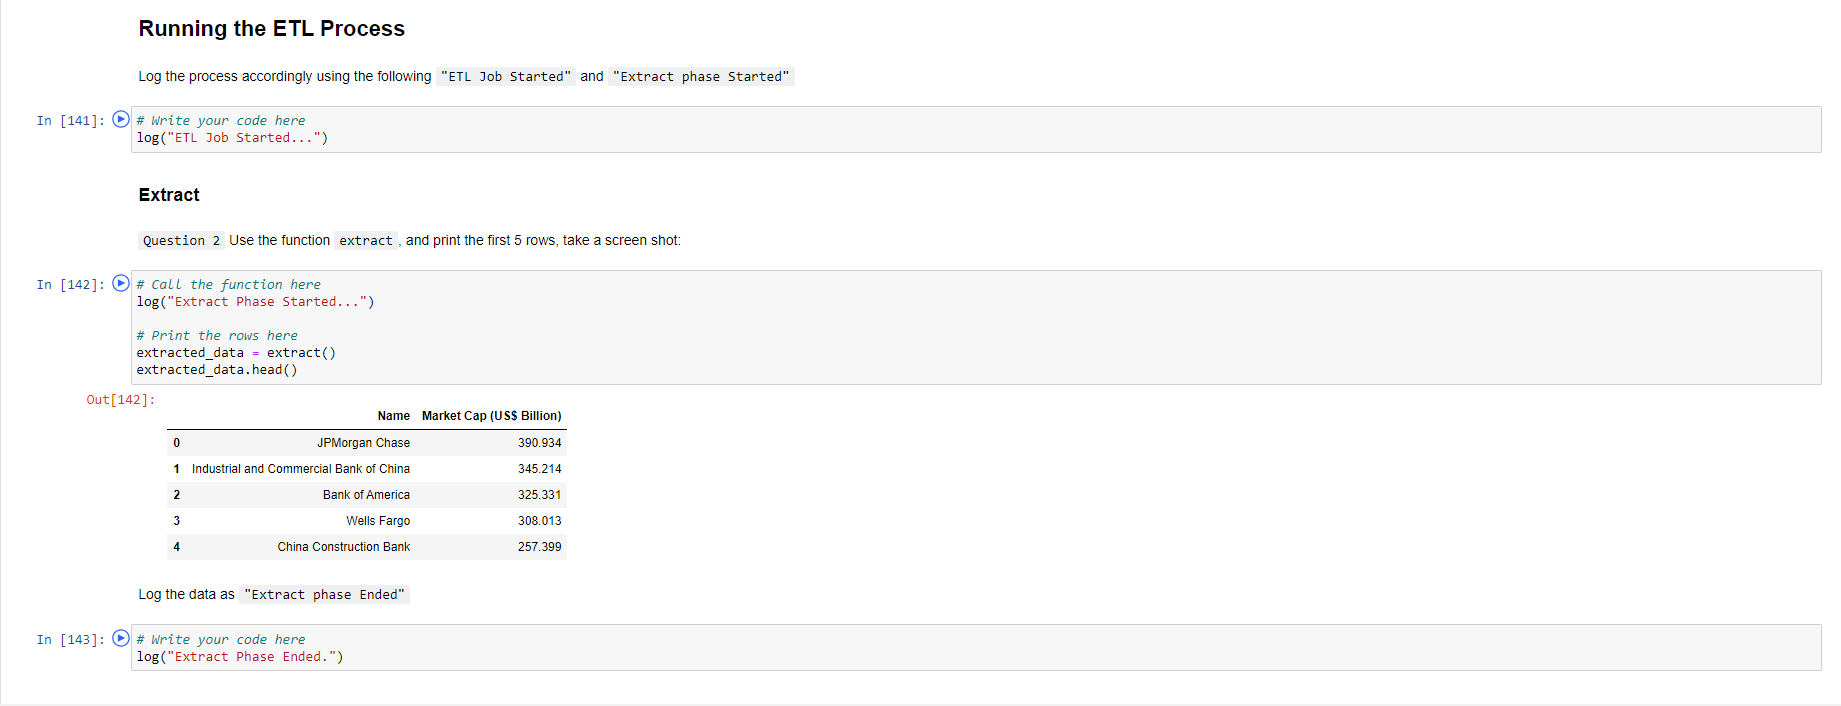 Running the ETL Process
Log the process accordingly using the following "ETL Job Started" and "Extract phase Started"
In [141]: # Write your code here
log("ETL Job Started...")
Extract
Question 2 Use the function extract , and print the first 5 rows, take a screen shot:
In [142]: # Call the function here
log("Extract Phase Started...")
# Print the rows here
extracted_data = extract()
extracted_data.head()
Out[142]:
Name Market Cap (US$ Billion)
0 JPMorgan Chase 390.934
1 Industrial and Commercial Bank of China 345.214
2 Bank of America 325.331
3 Wells Fargo 308.013
4 China Construction Bank 257.399
Log the data as "Extract phase Ended"
In [143]: # Write your code here
log("Extract Phase Ended.")